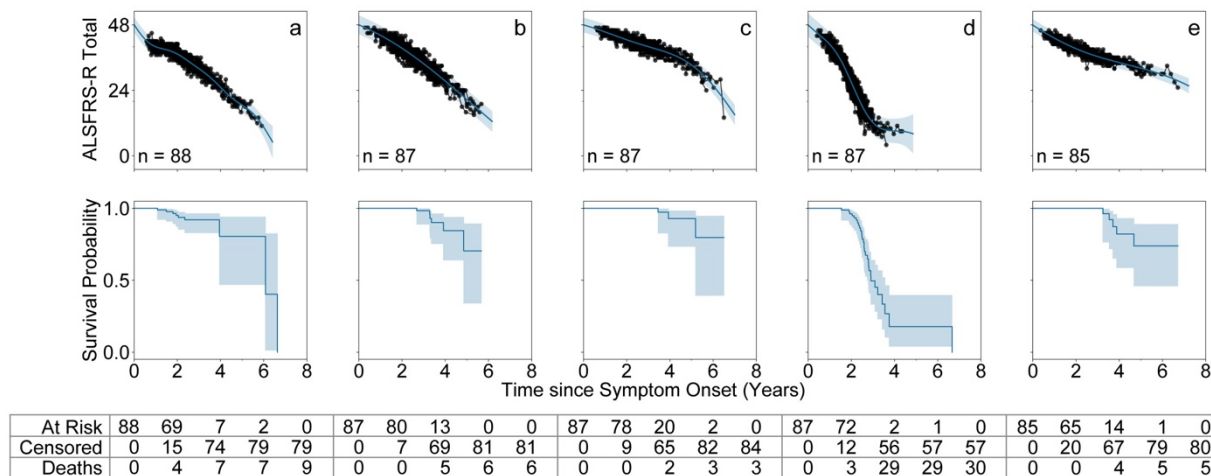 ALSFRS-R Total
48
24
0
a
n = 88
b
n = 87
c
n = 87
d
n = 87
e
n = 85
Survival Probability
1.0
0.5
0.0
0 2 4 6 8 0 2 4 6 8 0 2 4 6 8 0 2 4 6 8 0 2 4 6 8
Time since Symptom Onset (Years)
At Risk 88 69 7 2 0 87 80 13 0 0 87 78 20 2 0 87 72 2 1 0 85 65 14 1 0
Censored 0 15 74 79 79 0 7 69 81 81 0 9 65 82 84 0 12 56 57 57 0 20 67 79 80
Deaths 0 4 7 7 9 0 0 5 6 6 0 0 2 3 3 0 3 29 29 30 0 0 4 5 5